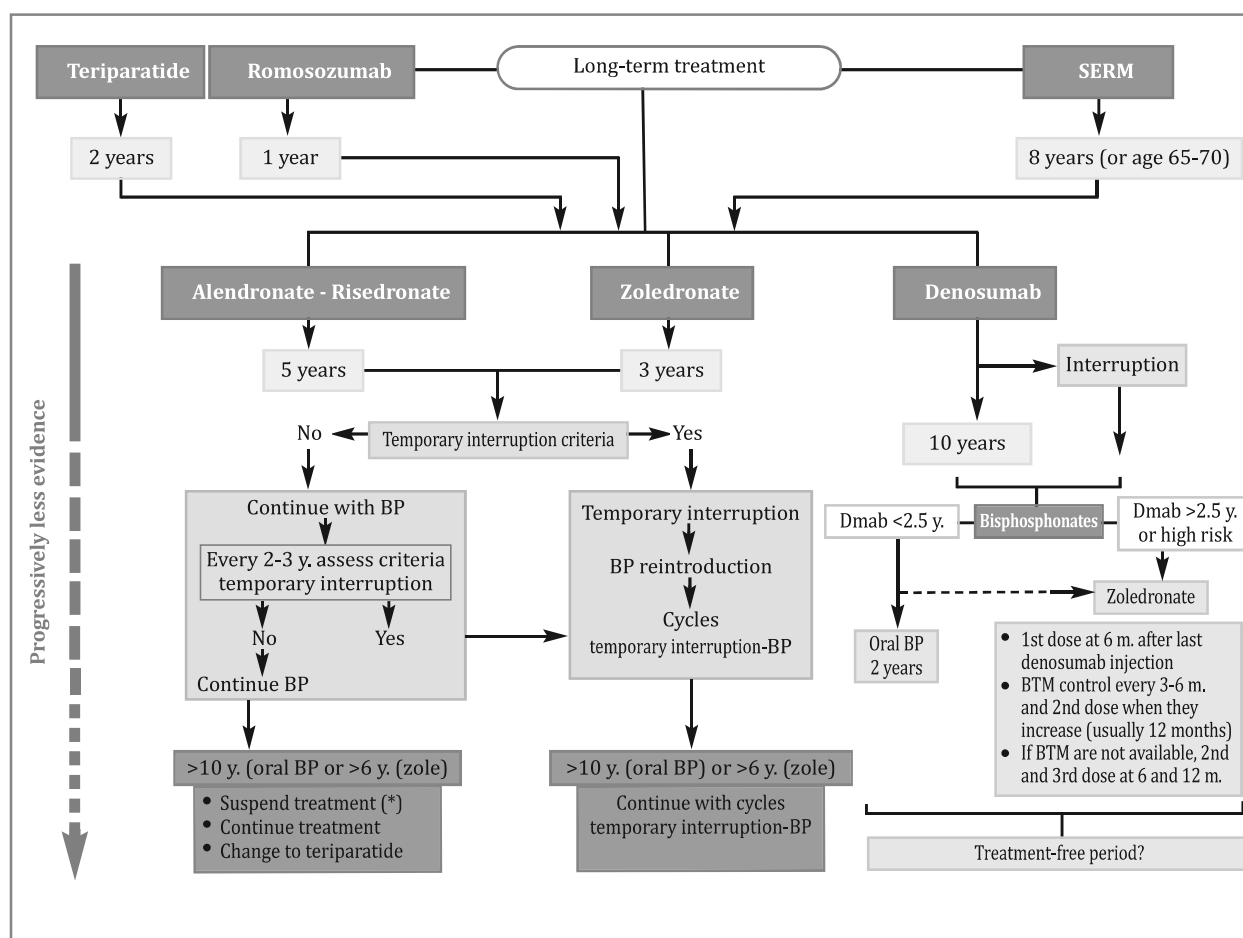 Long-term treatment
Teriparatide
Romosozumab
SERM
2 years
1 year
8 years (or age 65-70)
Progressively less evidence
Alendronate - Risedronate
Zoledronate
Denosumab
5 years
3 years
Interruption
No
Temporary interruption criteria
Yes
10 years
Continue with BP
Every 2-3 y. assess criteria
temporary interruption
No
Yes
Continue BP
Temporary interruption
BP reintroduction
Cycles
temporary interruption-BP
Dmab <2.5 y.
Bisphosphonates
Dmab >2.5 y.
or high risk
Zoledronate
Oral BP
2 years
• 1st dose at 6 m. after last
denosumab injection
• BTM control every 3-6 m.
and 2nd dose when they
increase (usually 12 months)
• If BTM are not available, 2nd
and 3rd dose at 6 and 12 m.
>10 y. (oral BP or >6 y. (zole)
• Suspend treatment (*)
• Continue treatment
• Change to teriparatide
>10 y. (oral BP) or >6 y. (zole)
Continue with cycles
temporary interruption-BP
Treatment-free period?